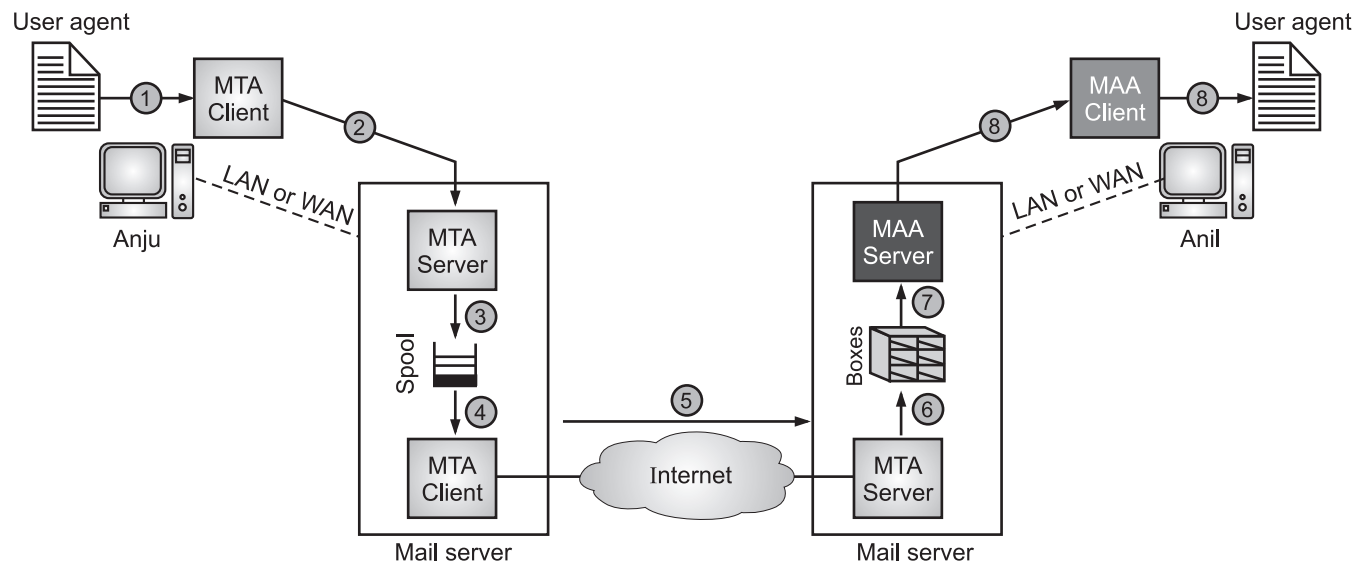 User agent
User agent
MTA
Client
MAA
Client
1
2
8
8
LAN or WAN
LAN or WAN
Anju
Anil
MTA
Server
MAA
Server
3
7
Spool
Boxes
4
5
6
MTA
Client
Internet
MTA
Server
Mail server
Mail server